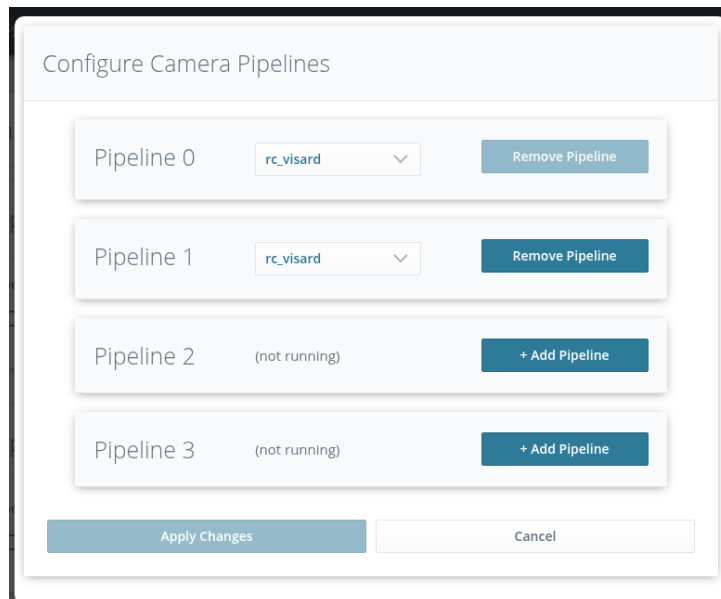 Configure Camera Pipelines
Pipeline 0 rc_visard Remove Pipeline
Pipeline 1 rc_visard Remove Pipeline
Pipeline 2 (not running) + Add Pipeline
Pipeline 3 (not running) + Add Pipeline
Apply Changes Cancel